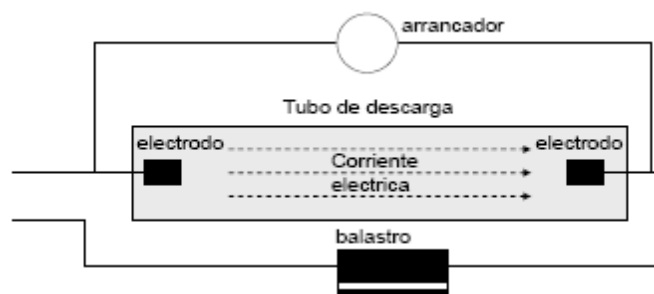 arrancador
Tubo de descarga
electrodo
electrodo
Corriente
electrica
balastro